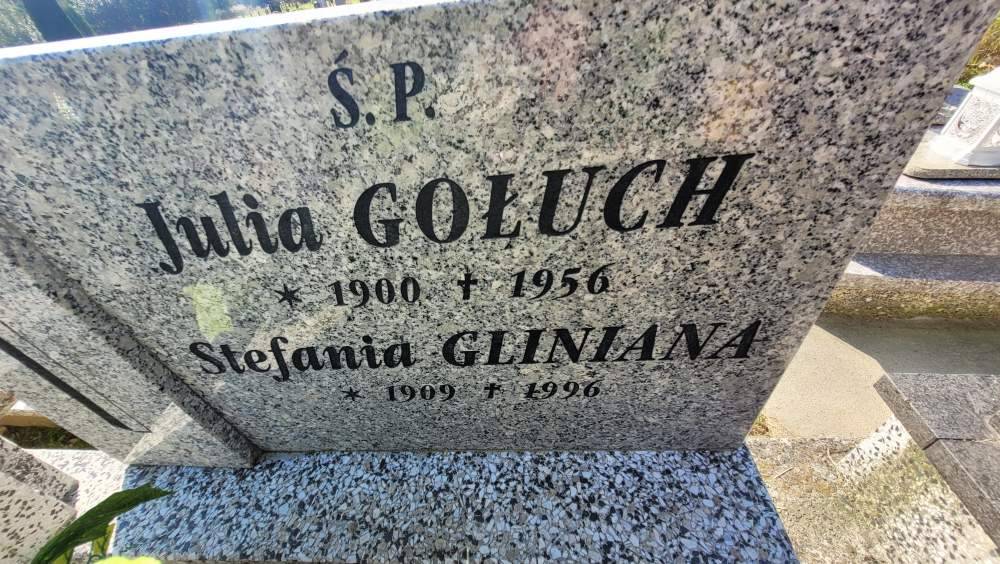 Ś.P.
Julia GOŁUCH
* 1900 † 1956
Stefania GLINIANA
* 1909 † 1996